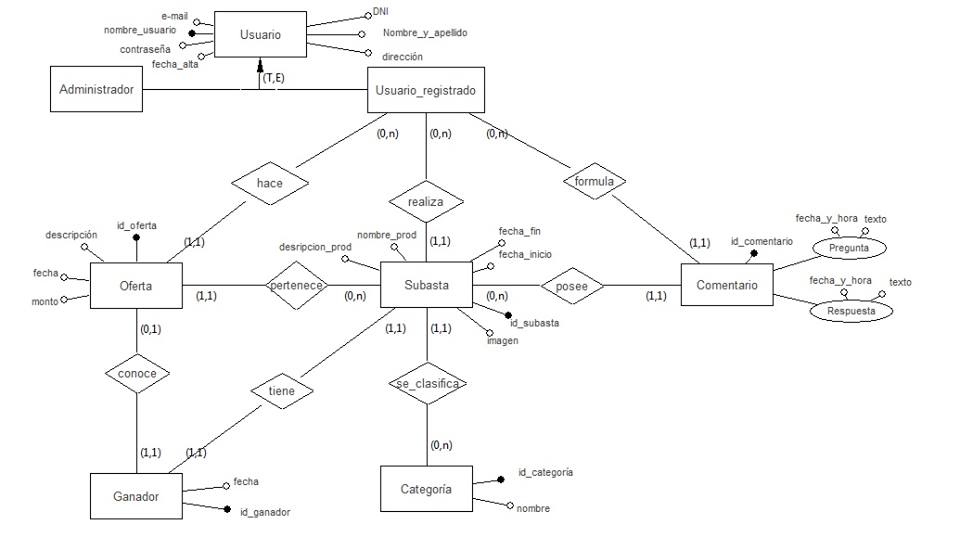 e-mail
DNI
nombre_usuario
Usuario
Nombre_y_apellido
contraseña
dirección
fecha_alta
(T,E)
Administrador
Usuario_registrado
(0,n)
(0,n)
(0,n)
hace
formula
realiza
fecha_y_hora
texto
id_oferta
descripción
nombre_prod
fecha_fin
(1,1)
(1,1)
(1,1)
id_comentario
Pregunta
desripcion_prod
fecha_inicio
fecha
Oferta
pertenece
Subasta
posee
Comentario
fecha_y_hora
texto
(1,1)
(0,n)
(0,n)
(1,1)
monto
Respuesta
id_subasta
(0,1)
(1,1)
(1,1)
imagen
conoce
tiene
se_clasifica
(1,1)
(1,1)
(0,n)
id_categoría
fecha
Ganador
Categoría
id_ganador
nombre